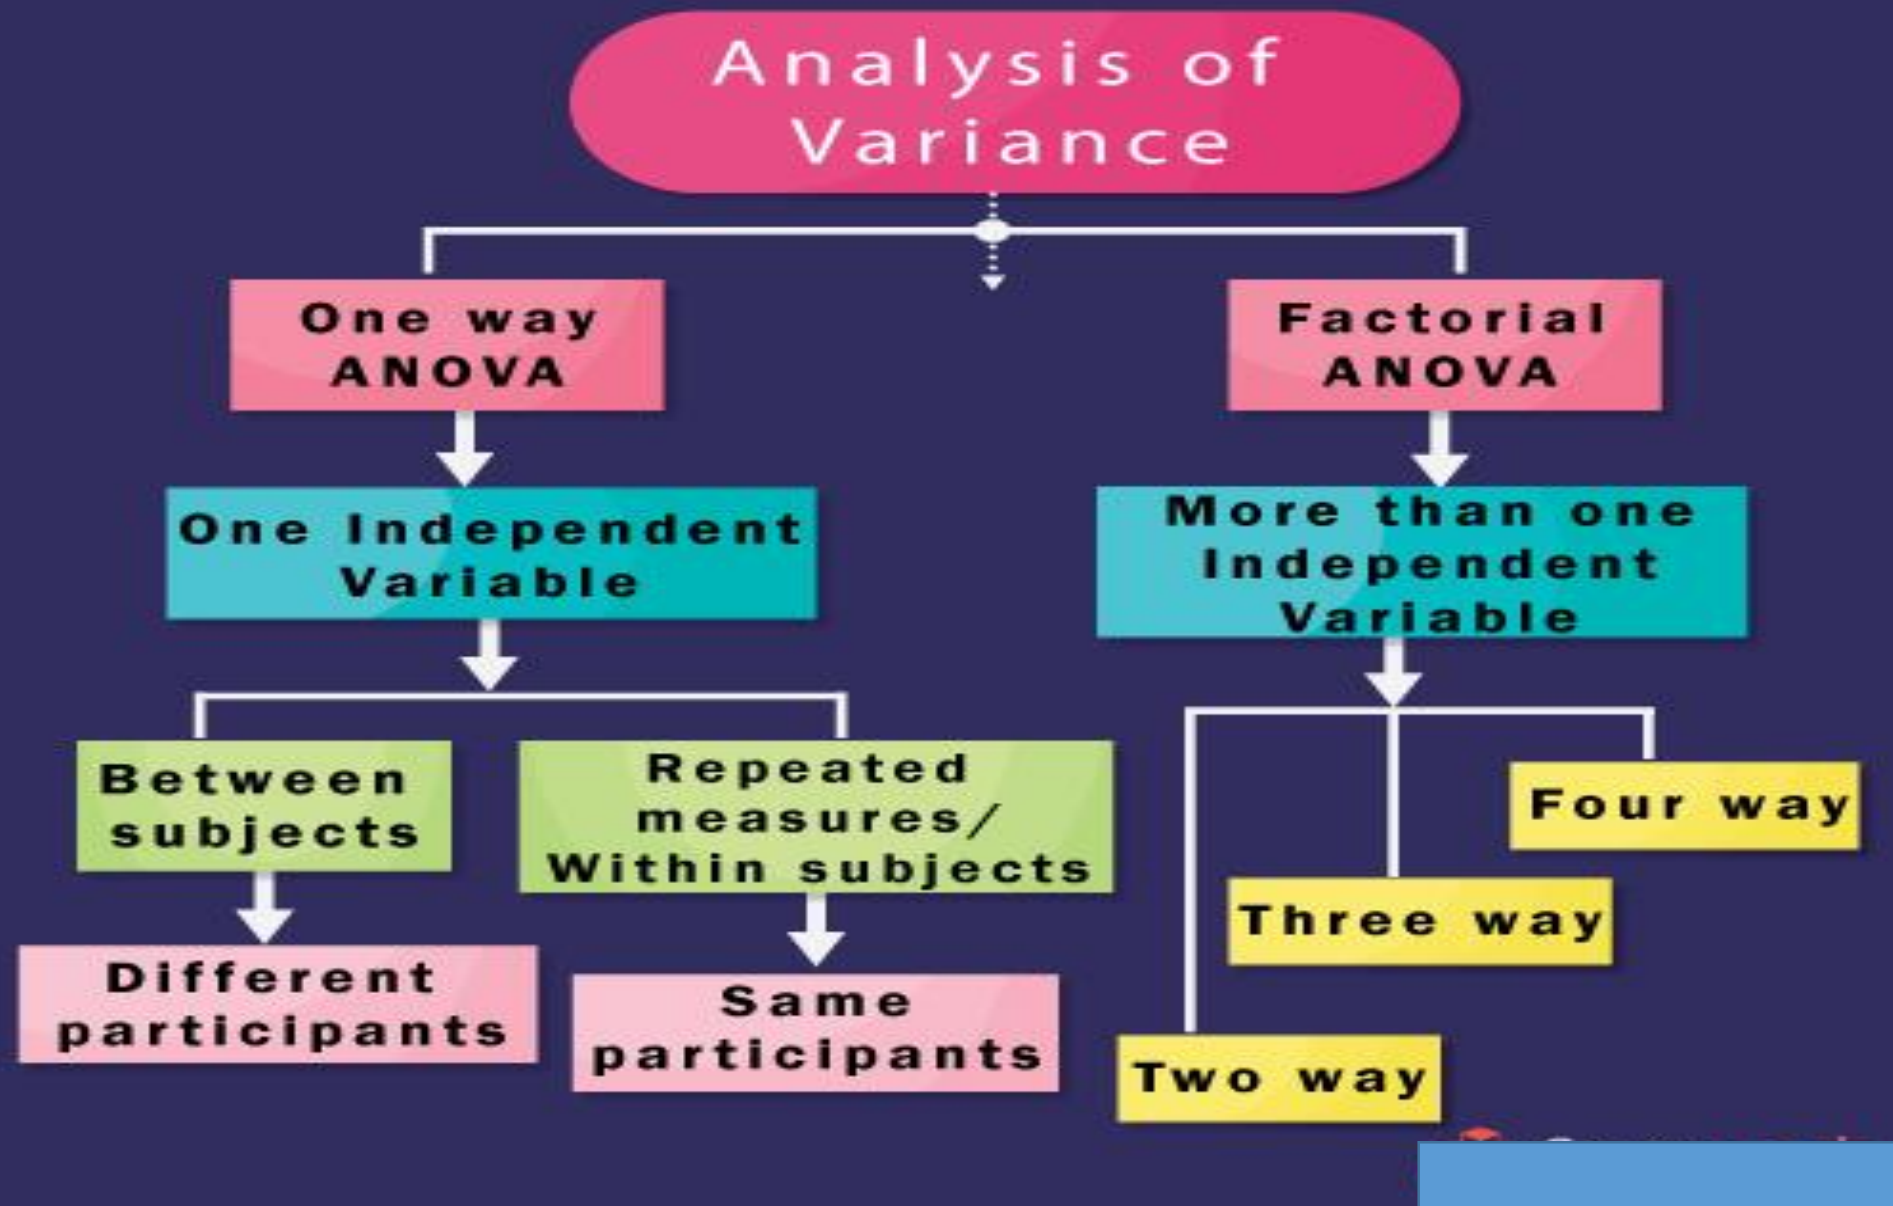 Analysis of
Variance
One way
ANOVA
Factorial
ANOVA
One Independent
Variable
More than one
Independent
Variable
Between
subjects
Repeated
measures/
Within subjects
Four way
Three way
Different
participants
Same
participants
Two way